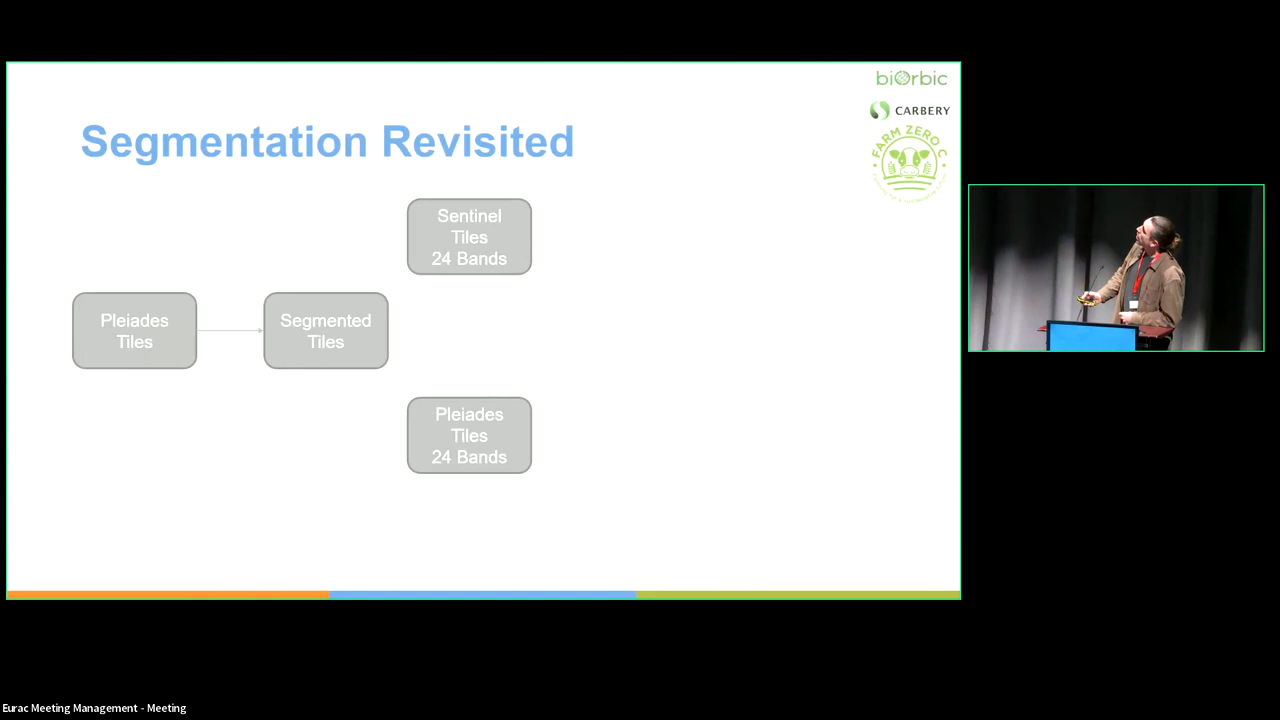 biOrbic
CARBERY
FARM ZERO C
Segmentation Revisited
Sentinel
Tiles
24 Bands
Pleiades
Tiles
Segmented
Tiles
Pleiades
Tiles
24 Bands
Eurac Meeting Management - Meeting